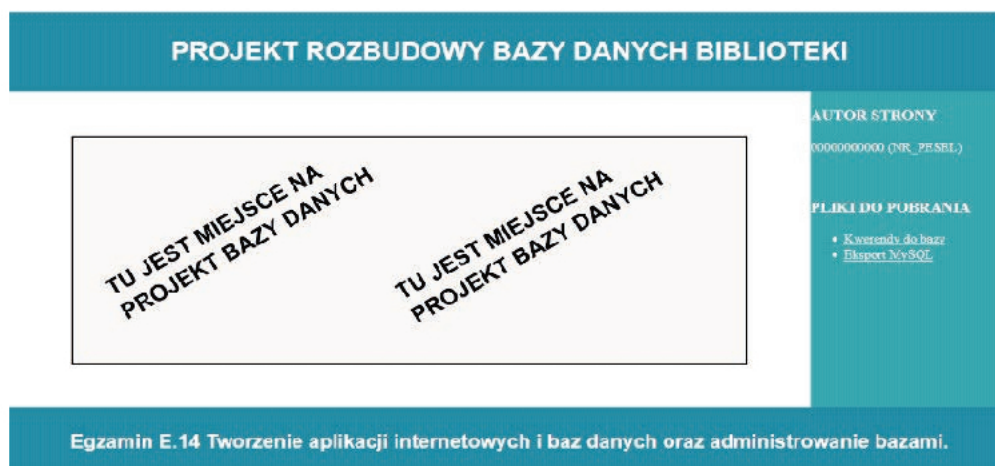 PROJEKT ROZBUDOWY BAZY DANYCH BIBLIOTEKI
TU JEST MIEJSCE NA
PROJEKT BAZY DANYCH
TU JEST MIEJSCE NA
PROJEKT BAZY DANYCH
AUTOR STRONY
00000000000 (NR_PESEL)
PLIKI DO POBRANIA
Kwerendy do bazy
Eksport MySQL
Egzamin E.14 Tworzenie aplikacji internetowych i baz danych oraz administrowanie bazami.